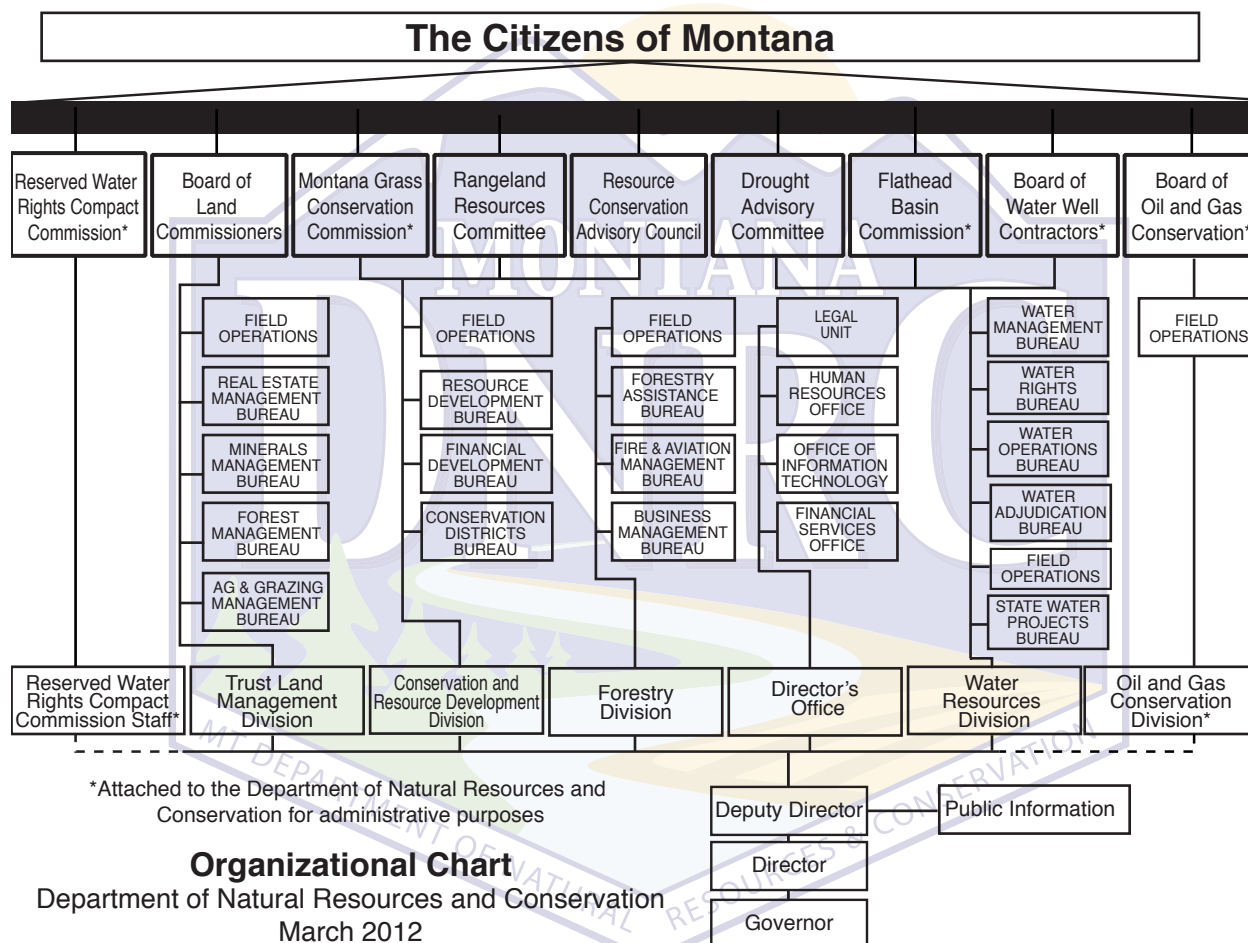 The Citizens of Montana
Reserved Water
Rights Compact
Commission*
Board of
Land
Commissioners
Montana Grass
Conservation
Commission*
Rangeland
Resources
Committee
Resource
Conservation
Advisory Council
Drought
Advisory
Committee
Flathead
Basin
Commission*
Board of
Water Well
Contractors*
Board of
Oil and Gas
Conservation*
MONTANA
DNRC
FIELD
OPERATIONS
REAL ESTATE
MANAGEMENT
BUREAU
MINERALS
MANAGEMENT
BUREAU
FOREST
MANAGEMENT
BUREAU
AG & GRAZING
MANAGEMENT
BUREAU
FIELD
OPERATIONS
RESOURCE
DEVELOPMENT
BUREAU
FINANCIAL
DEVELOPMENT
BUREAU
CONSERVATION
DISTRICTS
BUREAU
FIELD
OPERATIONS
FORESTRY
ASSISTANCE
BUREAU
FIRE & AVIATION
MANAGEMENT
BUREAU
BUSINESS
MANAGEMENT
BUREAU
LEGAL
UNIT
HUMAN
RESOURCES
OFFICE
OFFICE OF
INFORMATION
TECHNOLOGY
FINANCIAL
SERVICES
OFFICE
WATER
MANAGEMENT
BUREAU
WATER
RIGHTS
BUREAU
WATER
OPERATIONS
BUREAU
WATER
ADJUDICATION
BUREAU
FIELD
OPERATIONS
STATE WATER
PROJECTS
BUREAU
FIELD
OPERATIONS
Reserved Water
Rights Compact
Commission Staff*
Trust Land
Management
Division
Conservation and
Resource Development
Division
Forestry
Division
Director's
Office
Water
Resources
Division
Oil and Gas
Conservation
Division*
MT DEPARTMENT OF NATURAL RESOURCES & CONSERVATION
*Attached to the Department of Natural Resources and
Conservation for administrative purposes
Deputy Director
Public Information
Director
Governor
Organizational Chart
Department of Natural Resources and Conservation
March 2012